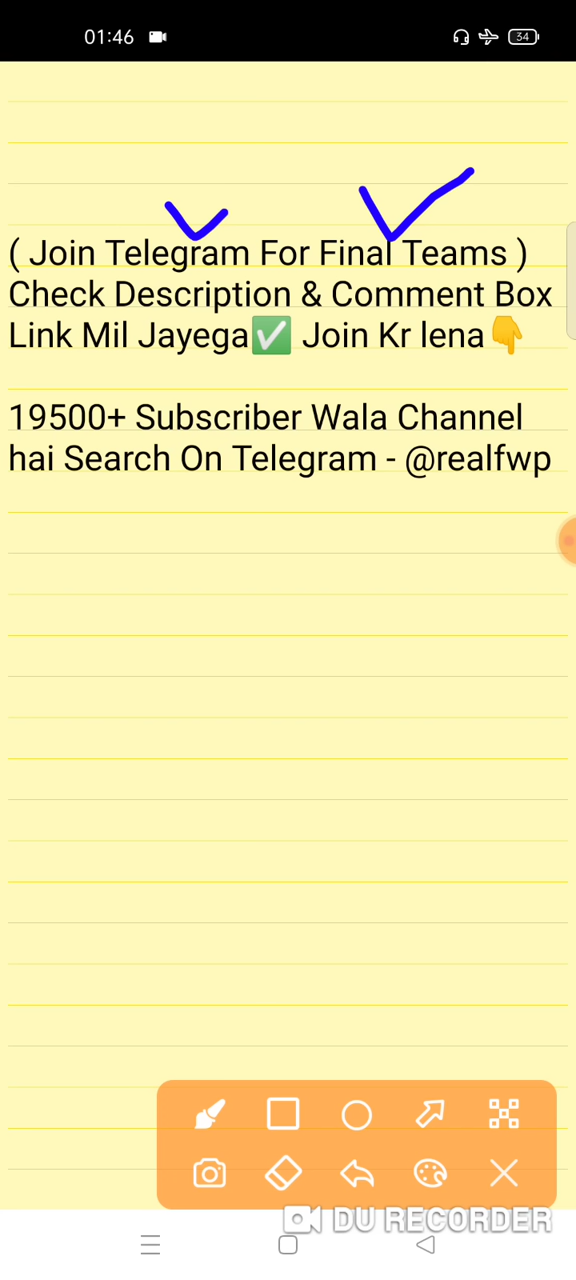 01:46
34
( Join Telegram For Final Teams )
Check Description & Comment Box
Link Mil Jayega✅ Join Kr lena👇
19500+ Subscriber Wala Channel
hai Search On Telegram - @realfwp
DU RECORDER